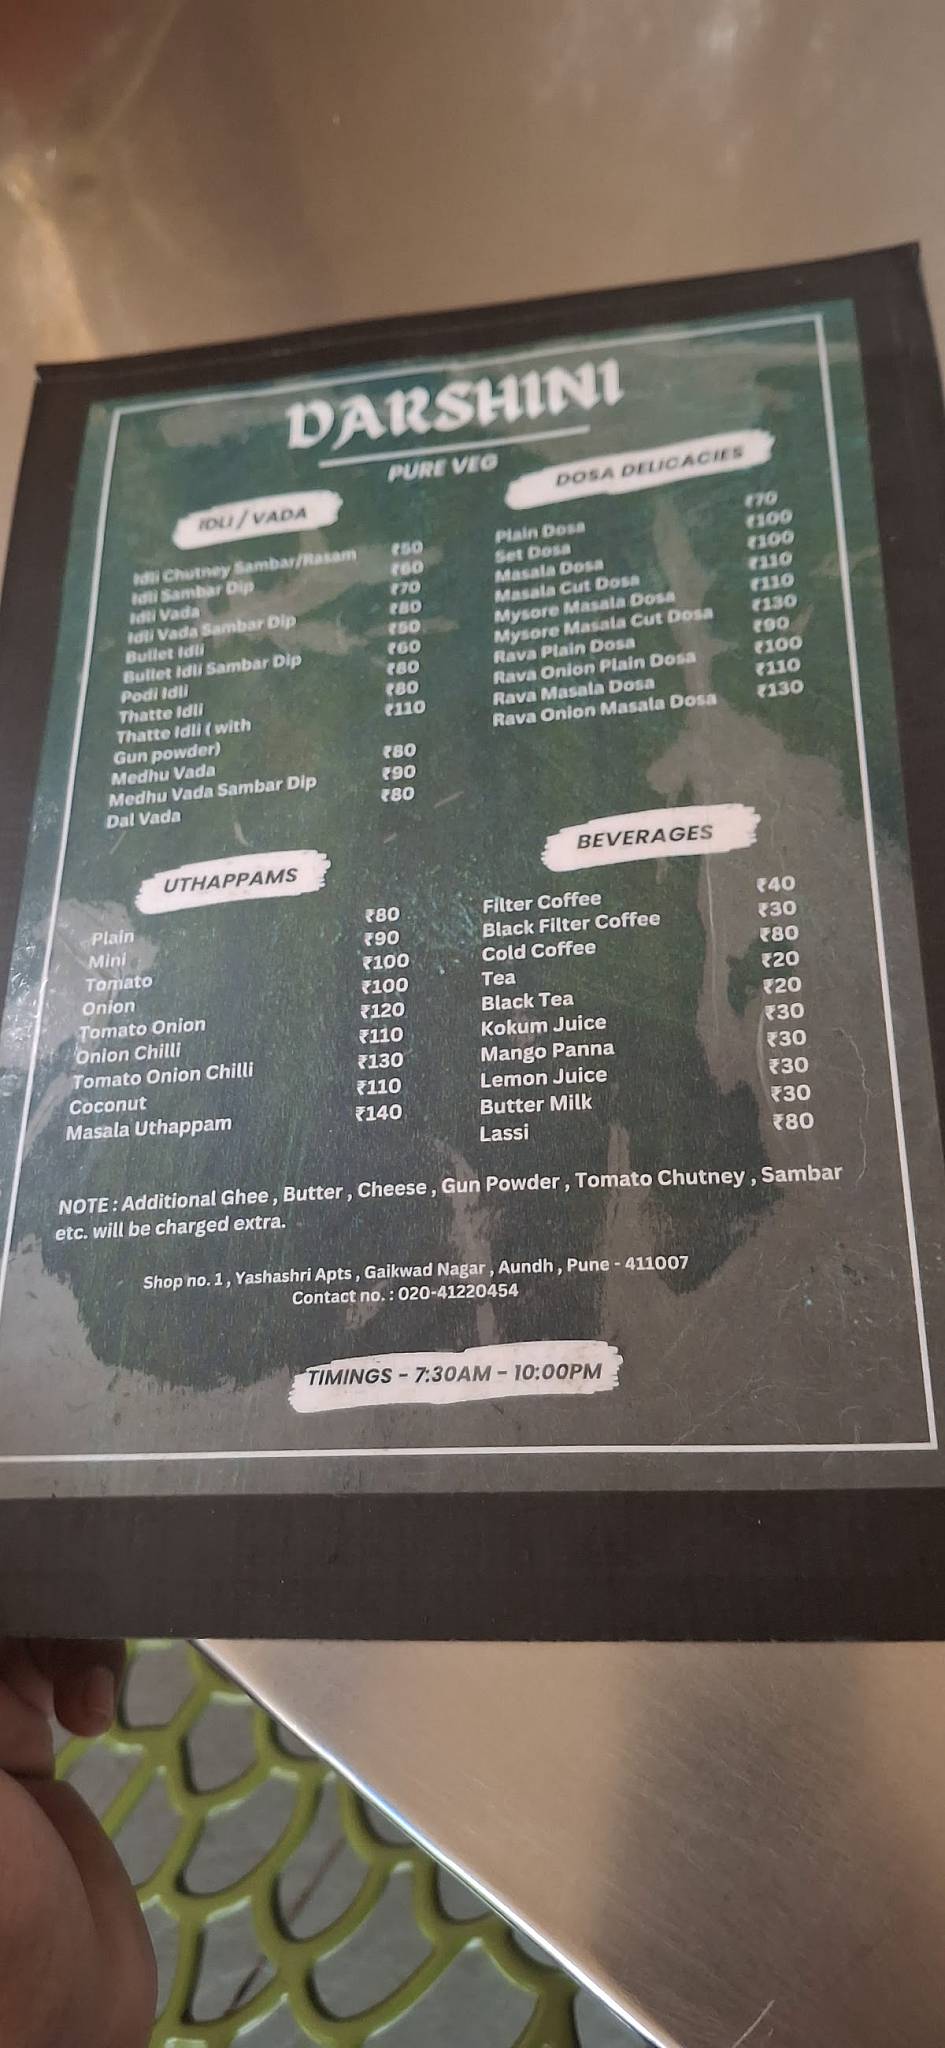 DARSHINI
PURE VEG
IDLI / VADA
Idli Chutney Sambar/Rasam ₹50
Idli Sambar Dip ₹60
Idli Vada ₹70
Idli Vada Sambar Dip ₹80
Bullet Idli ₹50
Bullet Idli Sambar Dip ₹60
Podi Idli ₹80
Thatte Idli ₹80
Thatte Idli ( with ₹110
Gun powder)
Medhu Vada ₹80
Medhu Vada Sambar Dip ₹90
Dal Vada ₹80
DOSA DELICACIES
Plain Dosa ₹70
Set Dosa ₹100
Masala Dosa ₹100
Masala Cut Dosa ₹110
Mysore Masala Dosa ₹110
Mysore Masala Cut Dosa ₹130
Rava Plain Dosa ₹90
Rava Onion Plain Dosa ₹100
Rava Masala Dosa ₹110
Rava Onion Masala Dosa ₹130
UTHAPPAMS
Plain ₹80
Mini ₹90
Tomato ₹100
Onion ₹100
Tomato Onion ₹120
Onion Chilli ₹110
Tomato Onion Chilli ₹130
Coconut ₹110
Masala Uthappam ₹140
BEVERAGES
Filter Coffee ₹40
Black Filter Coffee ₹30
Cold Coffee ₹80
Tea ₹20
Black Tea ₹20
Kokum Juice ₹30
Mango Panna ₹30
Lemon Juice ₹30
Butter Milk ₹30
Lassi ₹80
NOTE : Additional Ghee , Butter , Cheese , Gun Powder , Tomato Chutney , Sambar
etc. will be charged extra.
Shop no. 1 , Yashashri Apts , Gaikwad Nagar , Aundh , Pune - 411007
Contact no. : 020-41220454
TIMINGS - 7:30AM - 10:00PM